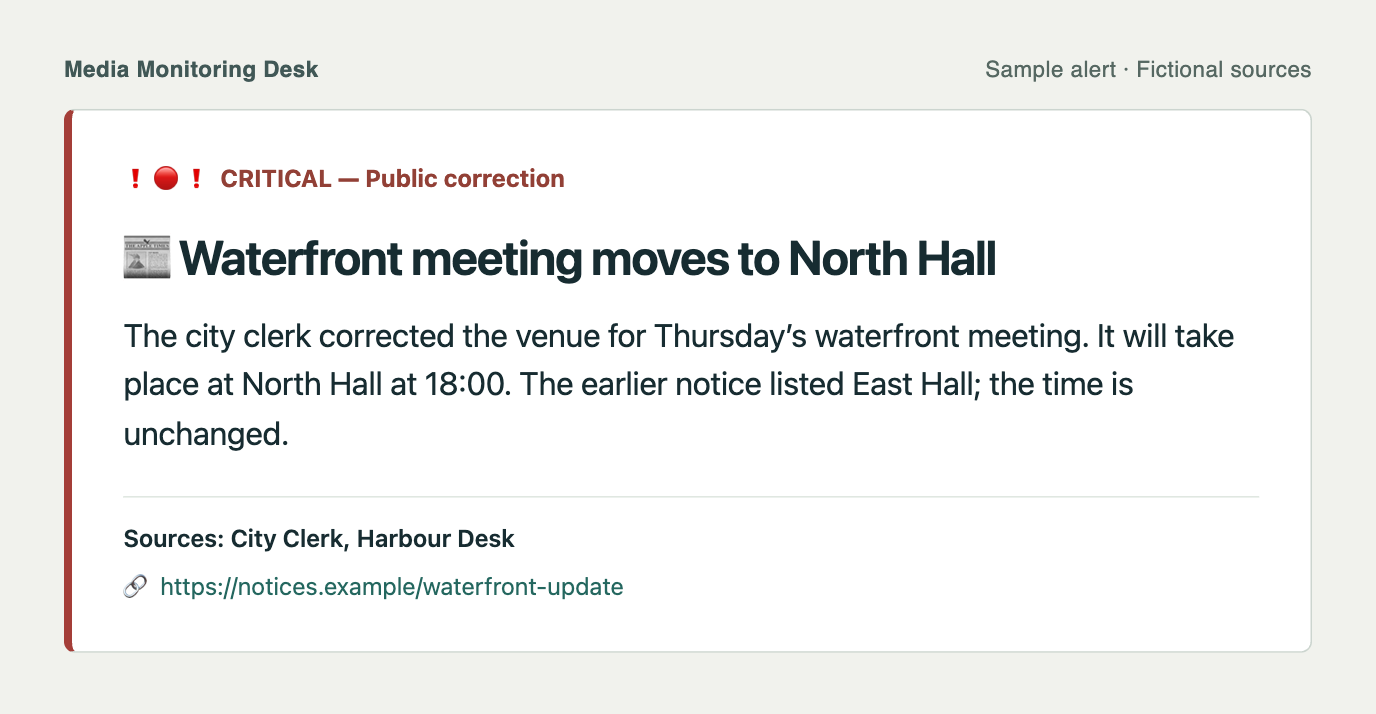 Media Monitoring Desk
Sample alert · Fictional sources
❗🔴❗ CRITICAL — Public correction
📰 Waterfront meeting moves to North Hall
The city clerk corrected the venue for Thursday’s waterfront meeting. It will take
place at North Hall at 18:00. The earlier notice listed East Hall; the time is
unchanged.
Sources: City Clerk, Harbour Desk
🔗 https://notices.example/waterfront-update